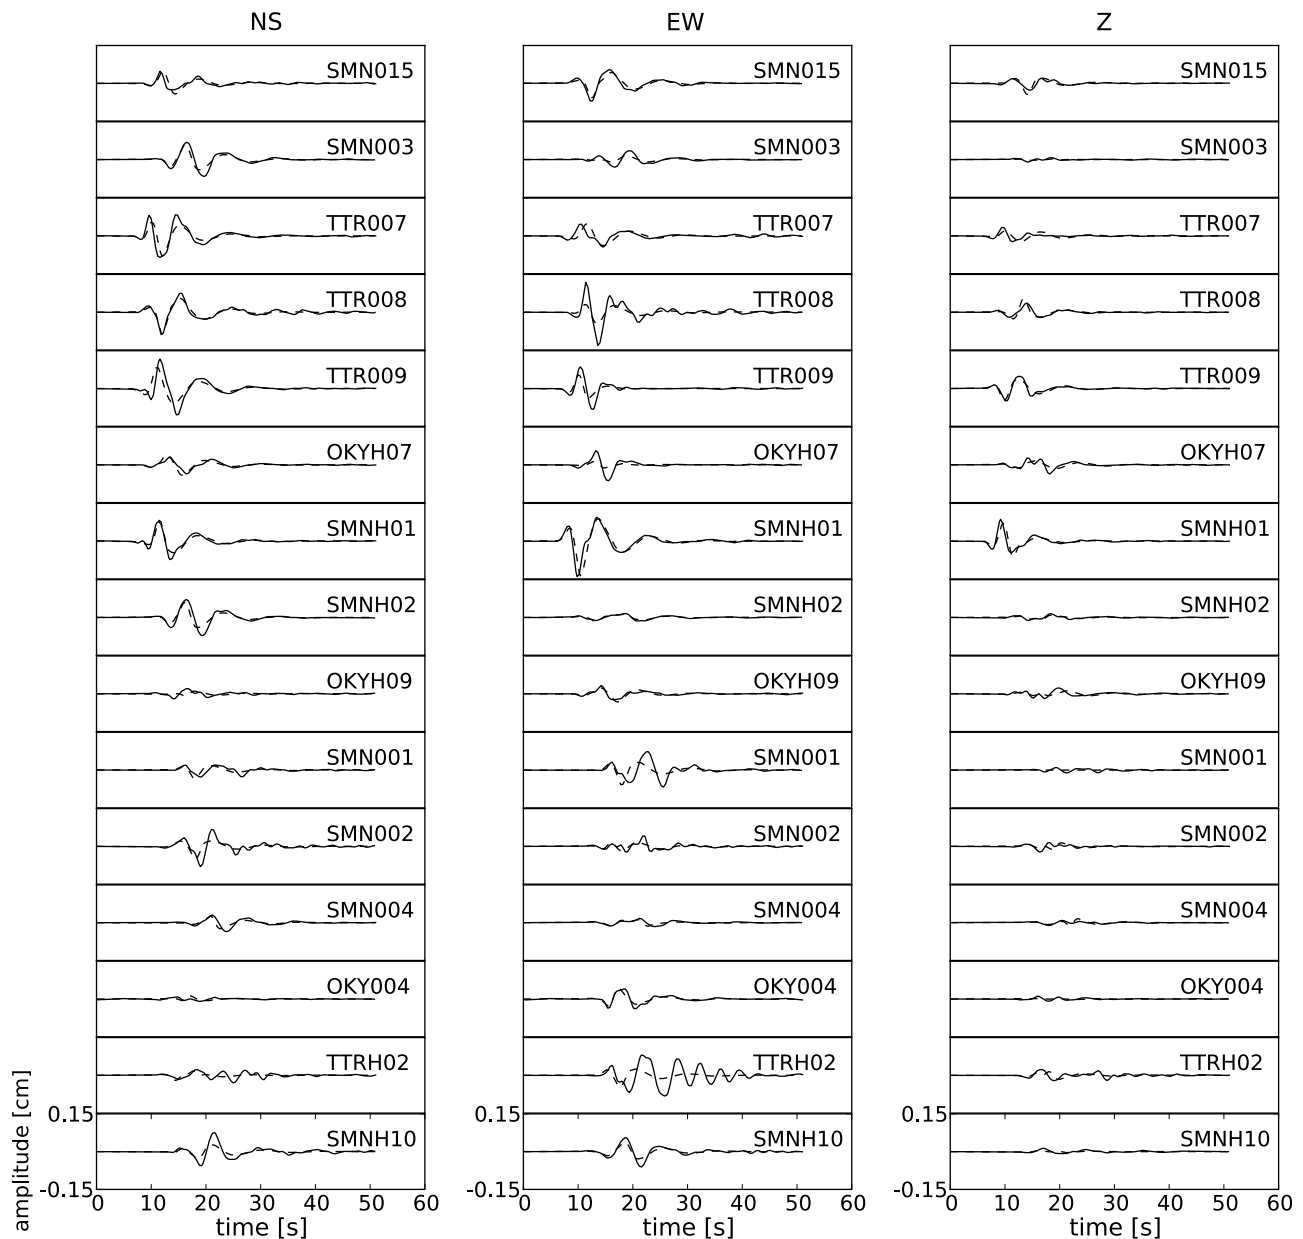 NS EW Z
SMN015 SMN015 SMN015
SMN003 SMN003 SMN003
TTR007 TTR007 TTR007
TTR008 TTR008 TTR008
TTR009 TTR009 TTR009
OKYH07 OKYH07 OKYH07
SMNH01 SMNH01 SMNH01
SMNH02 SMNH02 SMNH02
OKYH09 OKYH09 OKYH09
SMN001 SMN001 SMN001
SMN002 SMN002 SMN002
SMN004 SMN004 SMN004
OKY004 OKY004 OKY004
TTRH02 TTRH02 TTRH02
amplitude [cm]
0.15 0.15 0.15
SMNH10 SMNH10 SMNH10
-0.15 -0.15 -0.15
0 10 20 30 40 50 60 0 10 20 30 40 50 60 0 10 20 30 40 50 60
time [s] time [s] time [s]